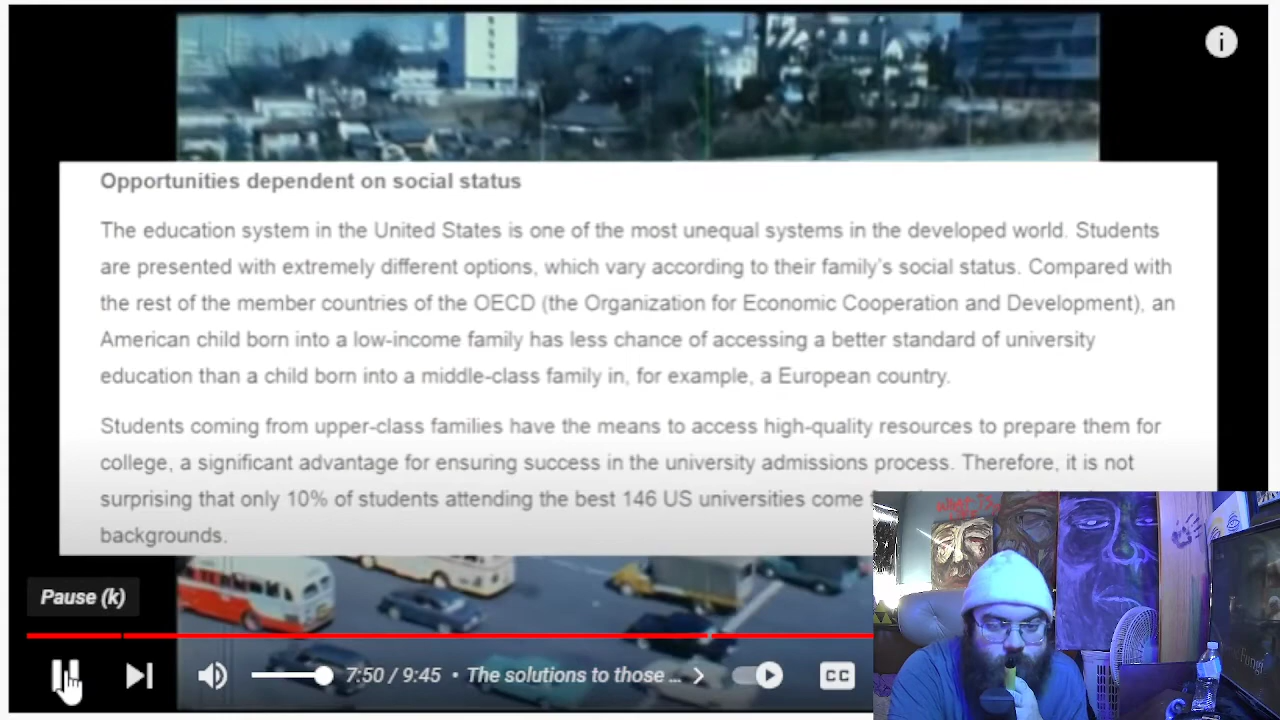 Opportunities dependent on social status
The education system in the United States is one of the most unequal systems in the developed world. Students
are presented with extremely different options, which vary according to their family's social status. Compared with
the rest of the member countries of the OECD (the Organization for Economic Cooperation and Development), an
American child born into a low-income family has less chance of accessing a better standard of university
education than a child born into a middle-class family in, for example, a European country.
Students coming from upper-class families have the means to access high-quality resources to prepare them for
college, a significant advantage for ensuring success in the university admissions process. Therefore, it is not
surprising that only 10% of students attending the best 146 US universities come
backgrounds.
Pause (k)
7:50 / 9:45 • The solutions to those ...
CC